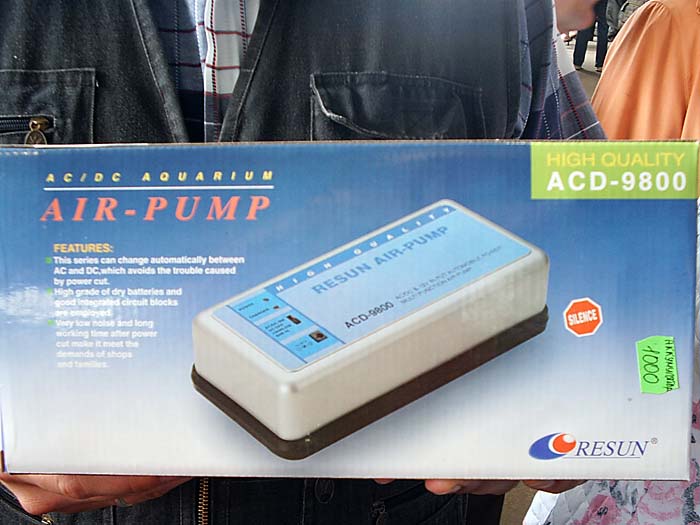 AC/DC AQUARIUM
AIR-PUMP
HIGH QUALITY
ACD-9800
FEATURES:
This series can change automatically between
AC and DC,which avoids the trouble caused
by power cut.
High grade of dry batteries and
good integrated circuit blocks
are employed.
Very low noise and long
working time after power
cut make it meet the
demands of shops
and families.
HIGH QUALITY
RESUN AIR-PUMP
ACD-9800
SILENCE
1000
RESUN®